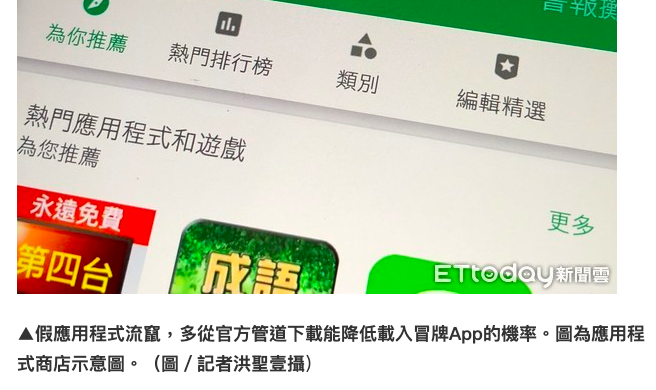 書報攤
為你推薦
熱門排行榜
類別
編輯精選
熱門應用程式和遊戲
為您推薦
更多
永遠免費
第四台
成語
ETtoday新聞雲
▲假應用程式流竄，多從官方管道下載能降低載入冒牌App的機率。圖為應用程
式商店示意圖。（圖／記者洪聖壹攝）